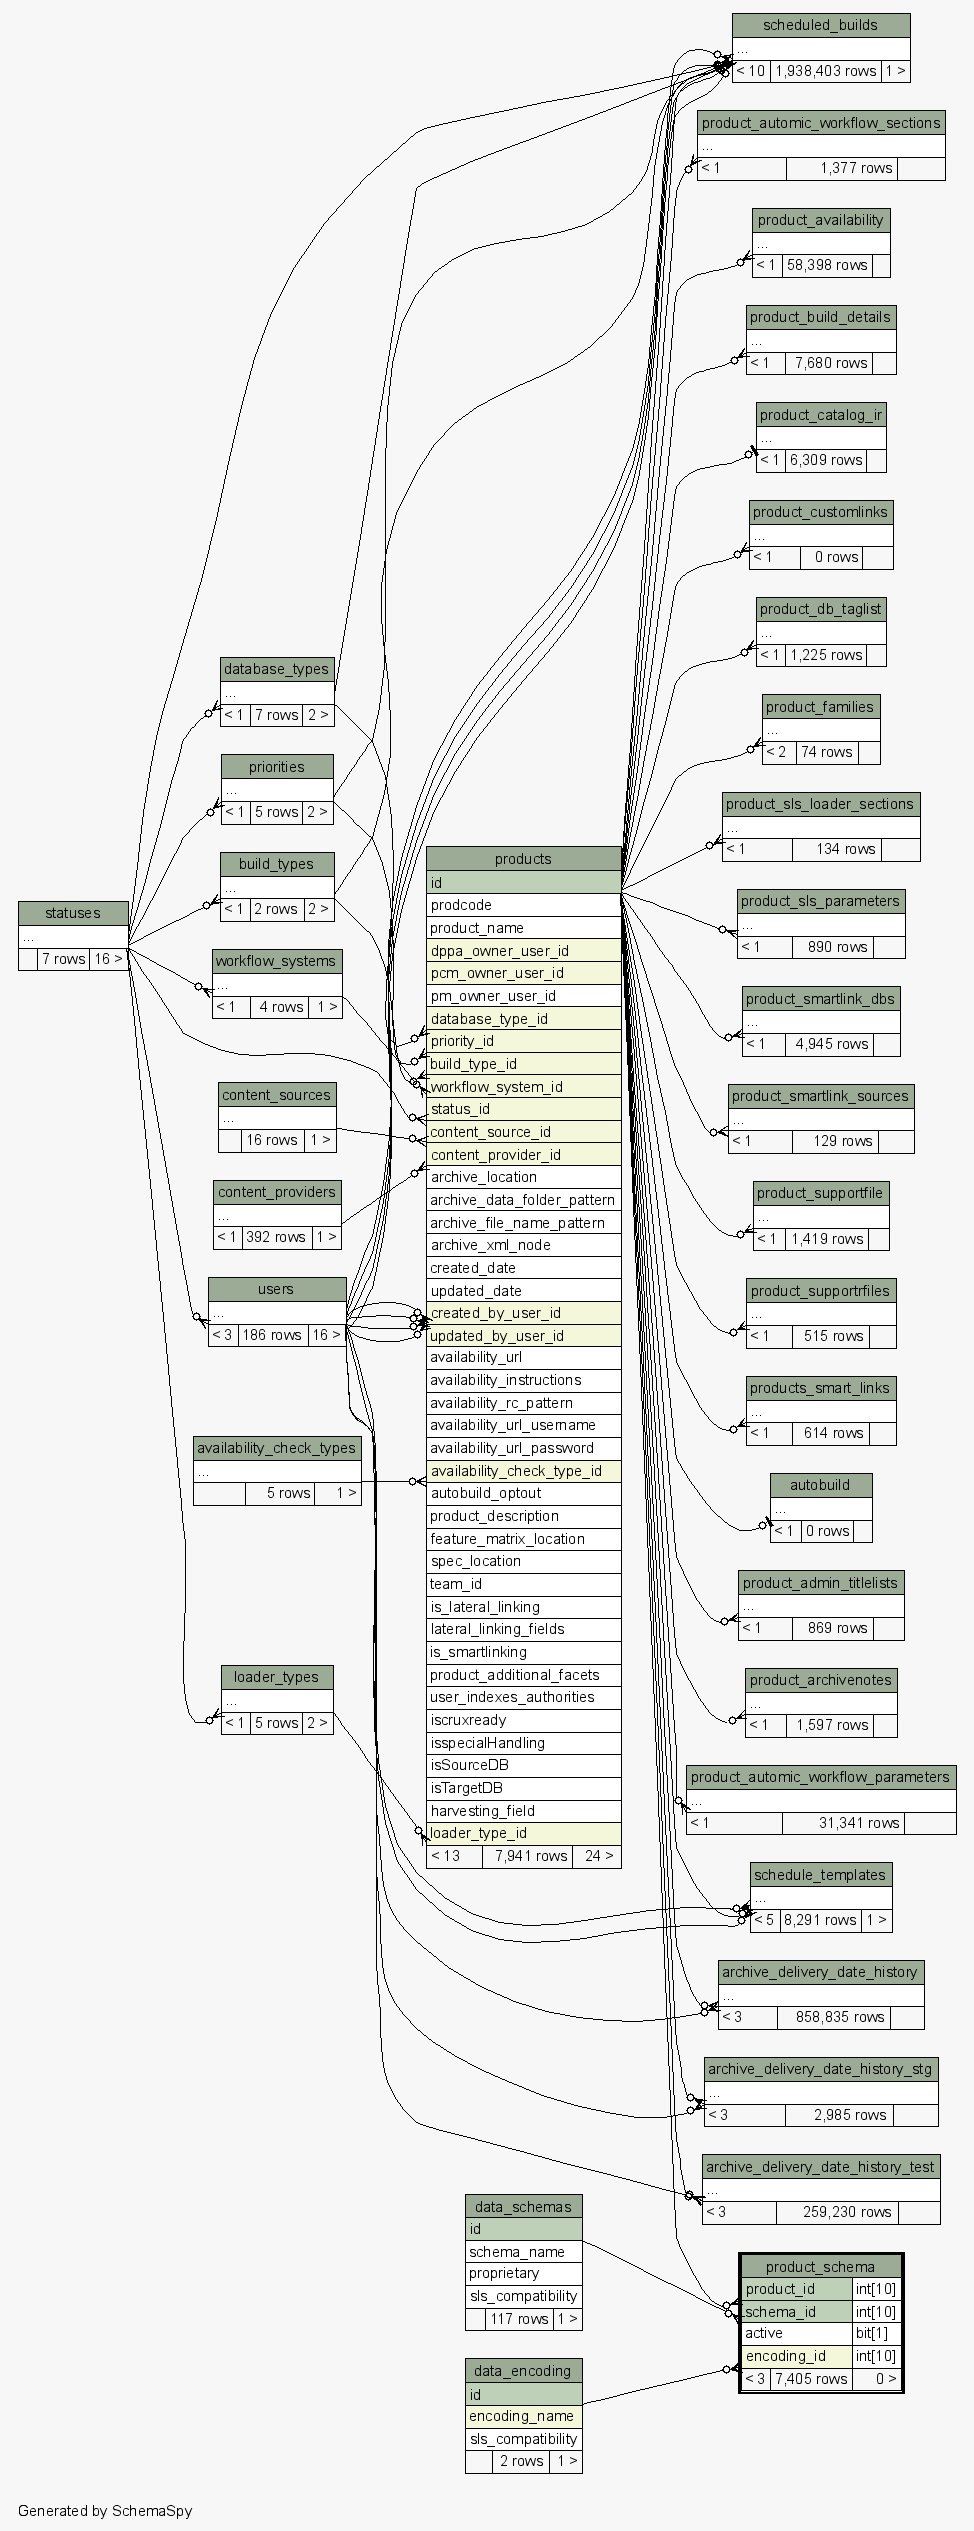 scheduled_builds
...
< 10 1,938,403 rows 1 >
product_automic_workflow_sections
...
< 1 1,377 rows
product_availability
...
< 1 58,398 rows
product_build_details
...
< 1 7,680 rows
product_catalog_ir
...
< 1 6,309 rows
product_customlinks
...
< 1 0 rows
product_db_taglist
...
< 1 1,225 rows
product_families
...
< 2 74 rows
product_sls_loader_sections
...
< 1 134 rows
product_sls_parameters
...
< 1 890 rows
product_smartlink_dbs
...
< 1 4,945 rows
product_smartlink_sources
...
< 1 129 rows
product_supportfile
...
< 1 1,419 rows
product_supportrfiles
...
< 1 515 rows
products_smart_links
...
< 1 614 rows
autobuild
...
< 1 0 rows
product_admin_titlelists
...
< 1 869 rows
product_archivenotes
...
< 1 1,597 rows
product_automic_workflow_parameters
...
< 1 31,341 rows
schedule_templates
...
< 5 8,291 rows 1 >
archive_delivery_date_history
...
< 3 858,835 rows
archive_delivery_date_history_stg
...
< 3 2,985 rows
archive_delivery_date_history_test
...
< 3 259,230 rows
product_schema
product_id int[10]
schema_id int[10]
active bit[1]
encoding_id int[10]
< 3 7,405 rows 0 >
database_types
...
< 1 7 rows 2 >
priorities
...
< 1 5 rows 2 >
build_types
...
< 1 2 rows 2 >
statuses
...
7 rows 16 >
workflow_systems
...
< 1 4 rows 1 >
content_sources
...
16 rows 1 >
content_providers
...
< 1 392 rows 1 >
users
...
< 3 186 rows 16 >
availability_check_types
...
5 rows 1 >
loader_types
...
< 1 5 rows 2 >
products
id
prodcode
product_name
dppa_owner_user_id
pcm_owner_user_id
pm_owner_user_id
database_type_id
priority_id
build_type_id
workflow_system_id
status_id
content_source_id
content_provider_id
archive_location
archive_data_folder_pattern
archive_file_name_pattern
archive_xml_node
created_date
updated_date
created_by_user_id
updated_by_user_id
availability_url
availability_instructions
availability_rc_pattern
availability_url_username
availability_url_password
availability_check_type_id
autobuild_optout
product_description
feature_matrix_location
spec_location
team_id
is_lateral_linking
lateral_linking_fields
is_smartlinking
product_additional_facets
user_indexes_authorities
iscruxready
isspecialHandling
isSourceDB
isTargetDB
harvesting_field
loader_type_id
< 13 7,941 rows 24 >
data_schemas
id
schema_name
proprietary
sls_compatibility
117 rows 1 >
data_encoding
id
encoding_name
sls_compatibility
2 rows 1 >
Generated by SchemaSpy